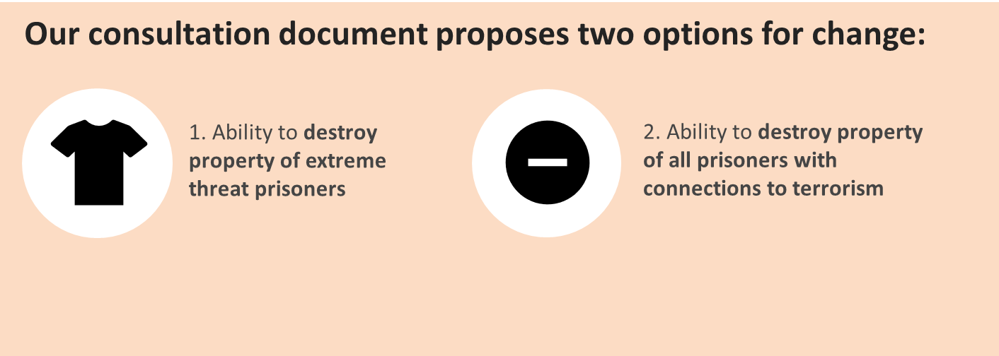 Our consultation document proposes two options for change:
1. Ability to destroy
property of extreme
threat prisoners
2. Ability to destroy property
of all prisoners with
connections to terrorism